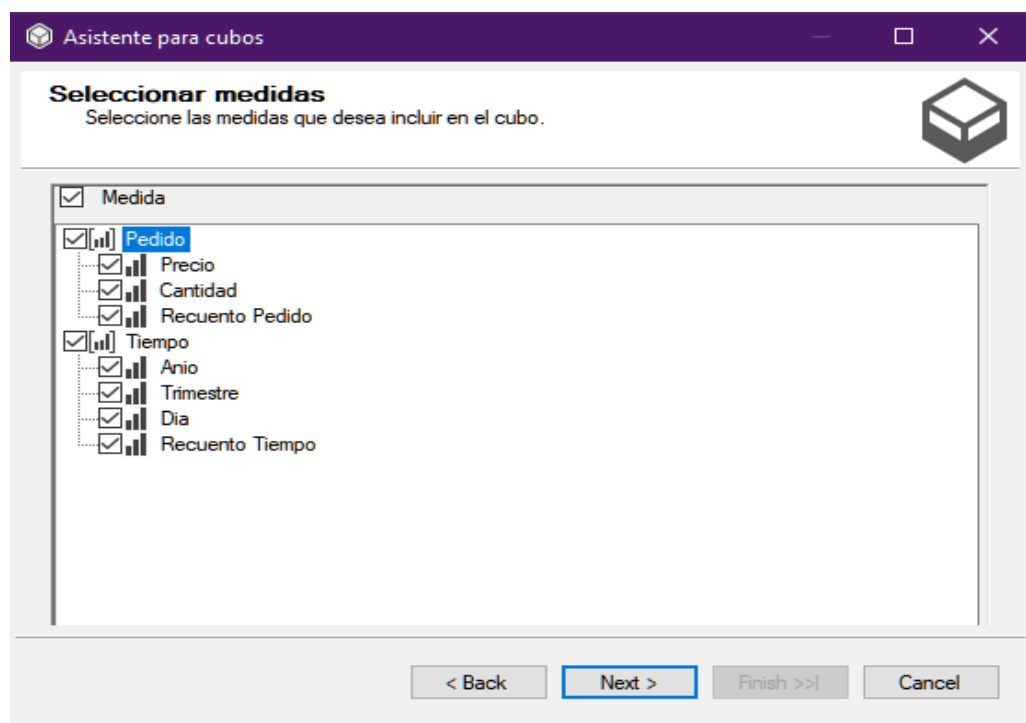 Asistente para cubos
Seleccionar medidas
Seleccione las medidas que desea incluir en el cubo.
Medida
Pedido
Precio
Cantidad
Recuento Pedido
Tiempo
Anio
Trimestre
Dia
Recuento Tiempo
< Back Next > Finish >>| Cancel